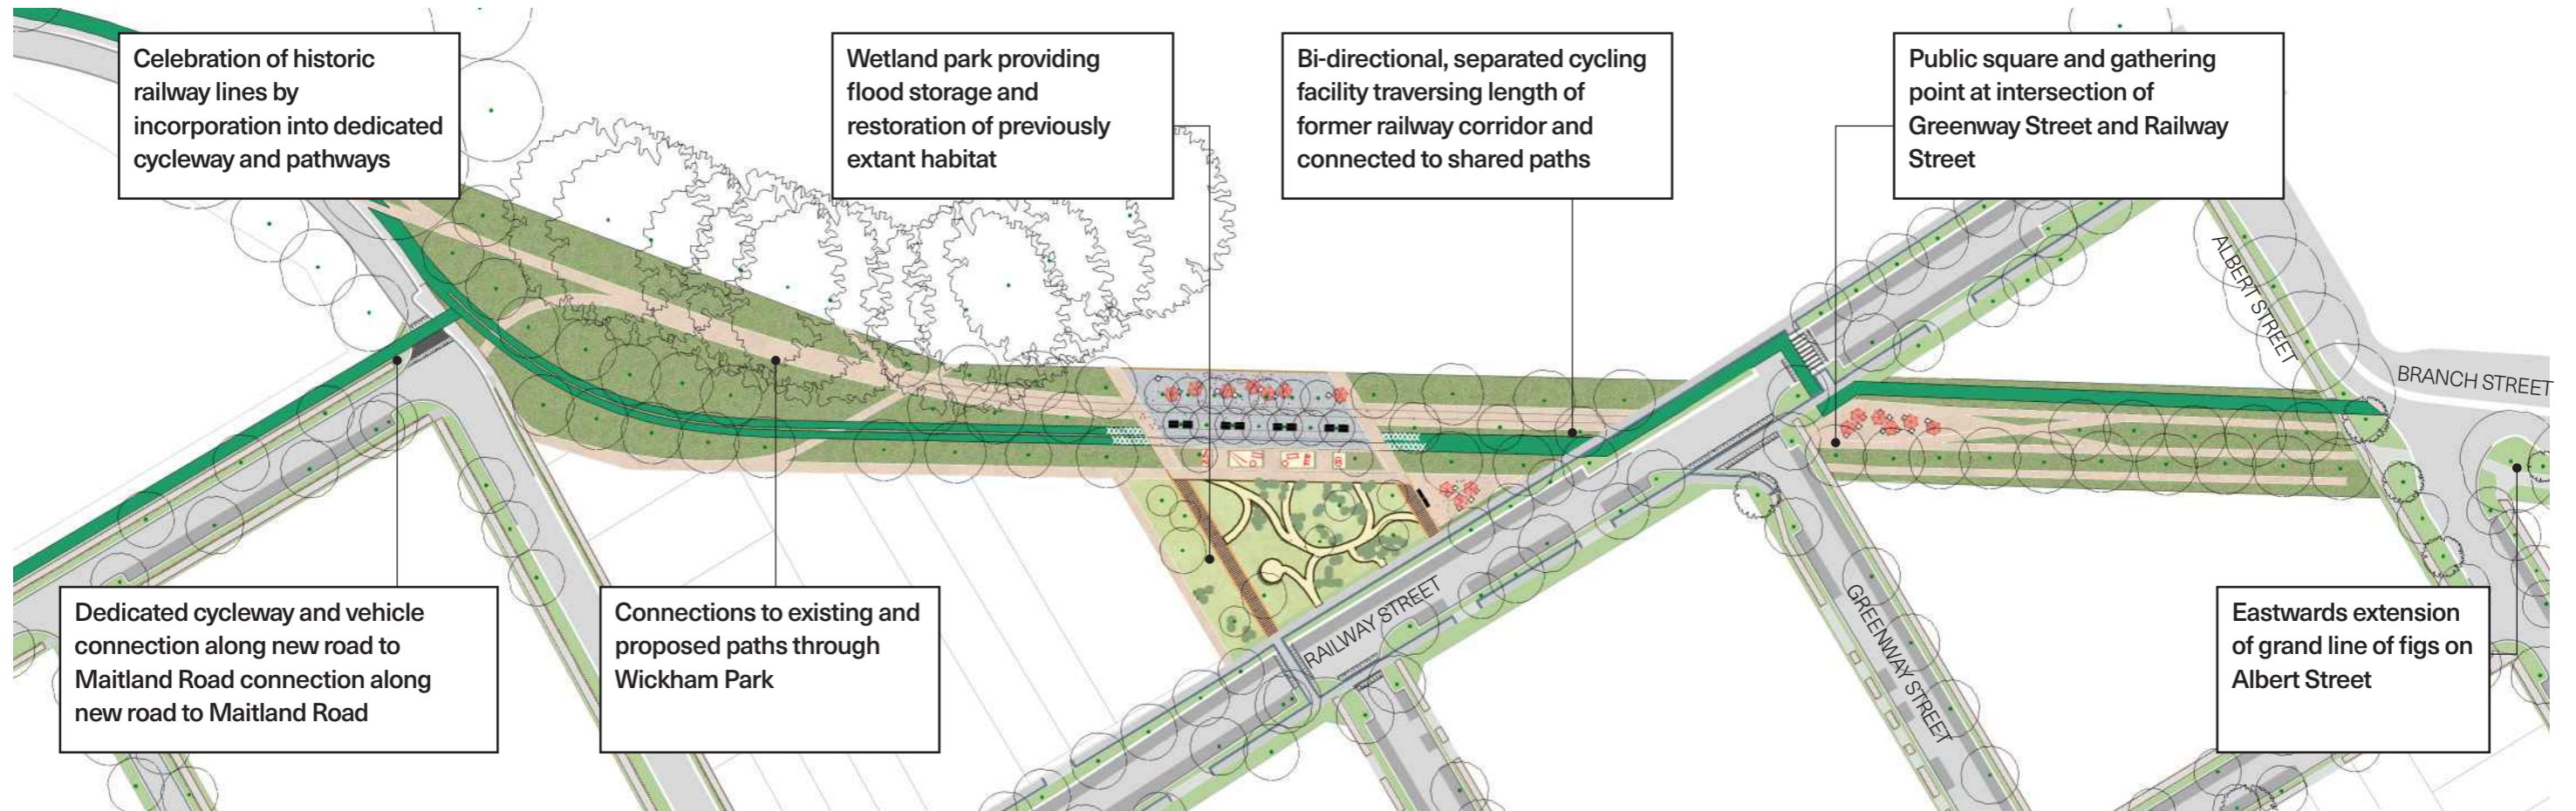 Celebration of historic
railway lines by
incorporation into dedicated
cycleway and pathways
Wetland park providing
flood storage and
restoration of previously
extant habitat
Bi-directional, separated cycling
facility traversing length of
former railway corridor and
connected to shared paths
Public square and gathering
point at intersection of
Greenway Street and Railway
Street
ALBERT STREET
BRANCH STREET
RAILWAY STREET
GREENWAY STREET
Dedicated cycleway and vehicle
connection along new road to
Maitland Road connection along
new road to Maitland Road
Connections to existing and
proposed paths through
Wickham Park
Eastwards extension
of grand line of figs on
Albert Street